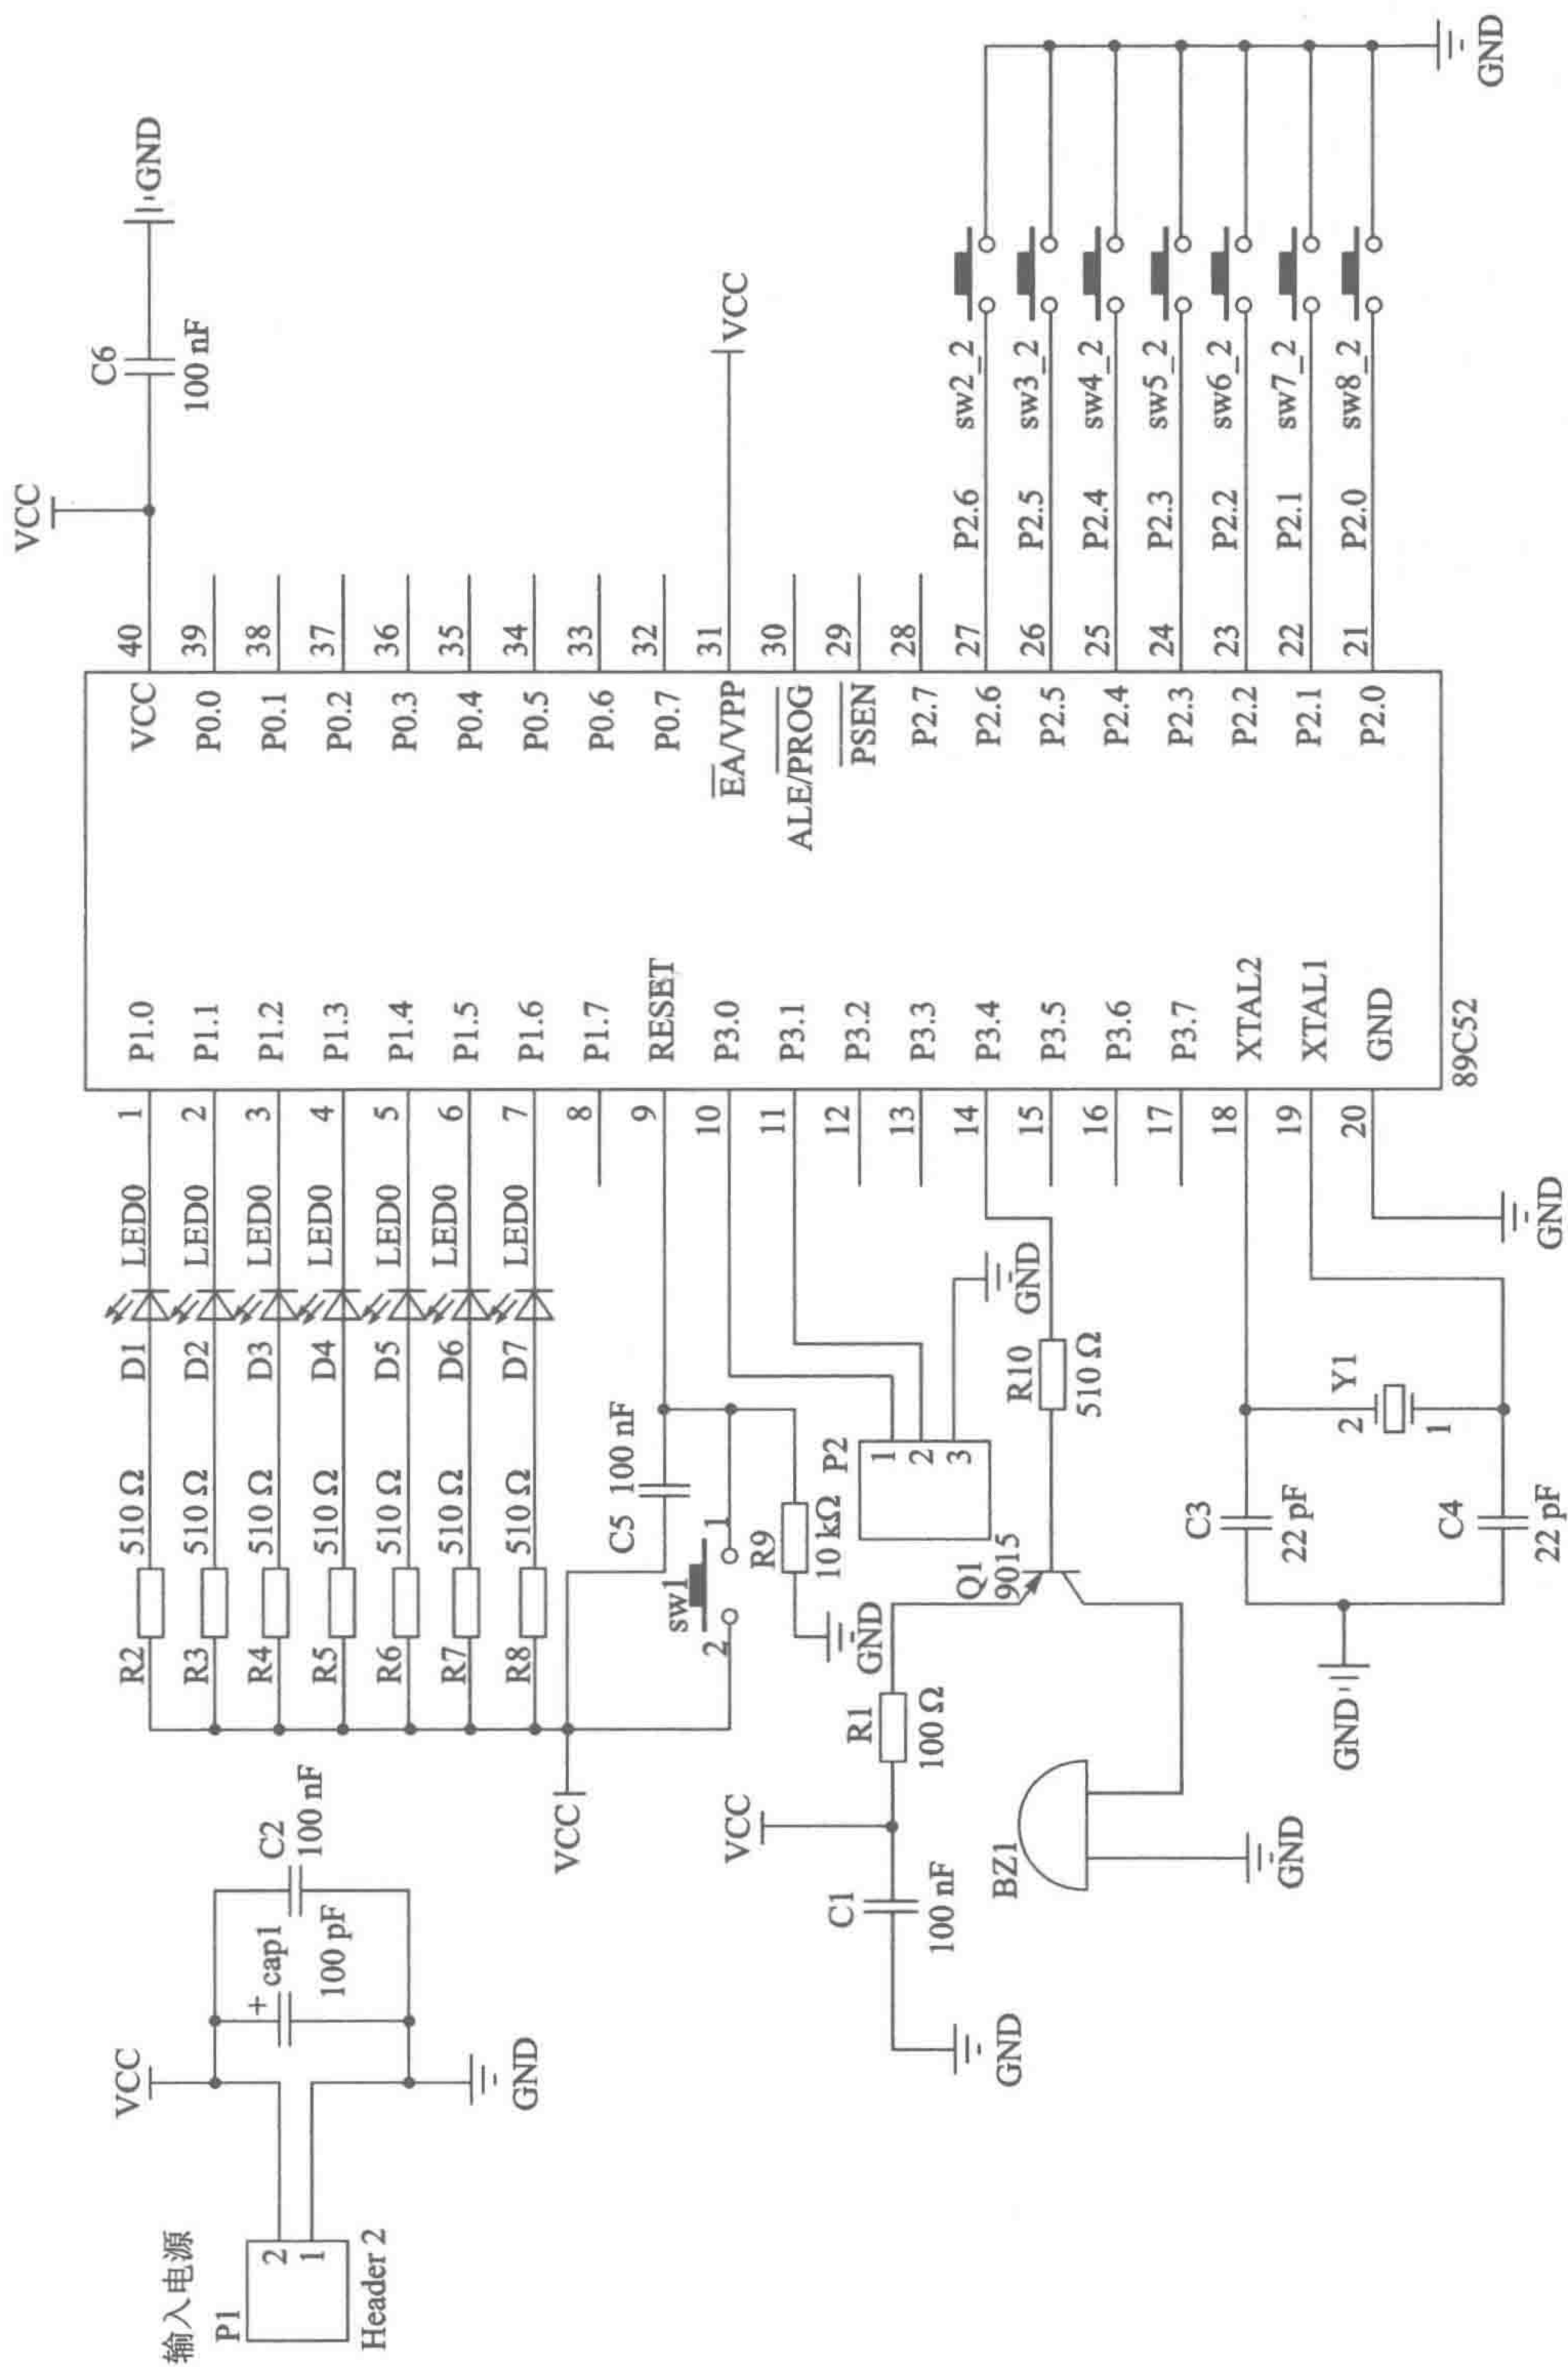 输入电源
P1
2
1
Header 2
VCC
cap1
+
100 pF
C2
100 nF
GND
VCC
R2
510 Ω
D1
LED0
1
P1.0
R3
510 Ω
D2
LED0
2
P1.1
R4
510 Ω
D3
LED0
3
P1.2
R5
510 Ω
D4
LED0
4
P1.3
R6
510 Ω
D5
LED0
5
P1.4
R7
510 Ω
D6
LED0
6
P1.5
R8
510 Ω
D7
LED0
7
P1.6
8
P1.7
C5
100 nF
9
RESET
sw1
2
1
R9
10 kΩ
GND
10
P3.0
11
P3.1
12
P3.2
13
P3.3
14
P3.4
15
P3.5
16
P3.6
17
P3.7
18
XTAL2
19
XTAL1
20
GND
P2
1
2
3
GND
R10
510 Ω
Q1
9015
R1
100 Ω
VCC
C1
100 nF
GND
BZ1
GND
C3
22 pF
Y1
2
1
C4
22 pF
GND
GND
89C52
VCC
40
VCC
C6
100 nF
GND
P0.0
39
P0.1
38
P0.2
37
P0.3
36
P0.4
35
P0.5
34
P0.6
33
P0.7
32
EA/VPP
31
VCC
ALE/PROG
30
PSEN
29
P2.7
28
P2.6
27
P2.6
sw2_2
P2.5
26
P2.5
sw3_2
P2.4
25
P2.4
sw4_2
P2.3
24
P2.3
sw5_2
P2.2
23
P2.2
sw6_2
P2.1
22
P2.1
sw7_2
P2.0
21
P2.0
sw8_2
GND